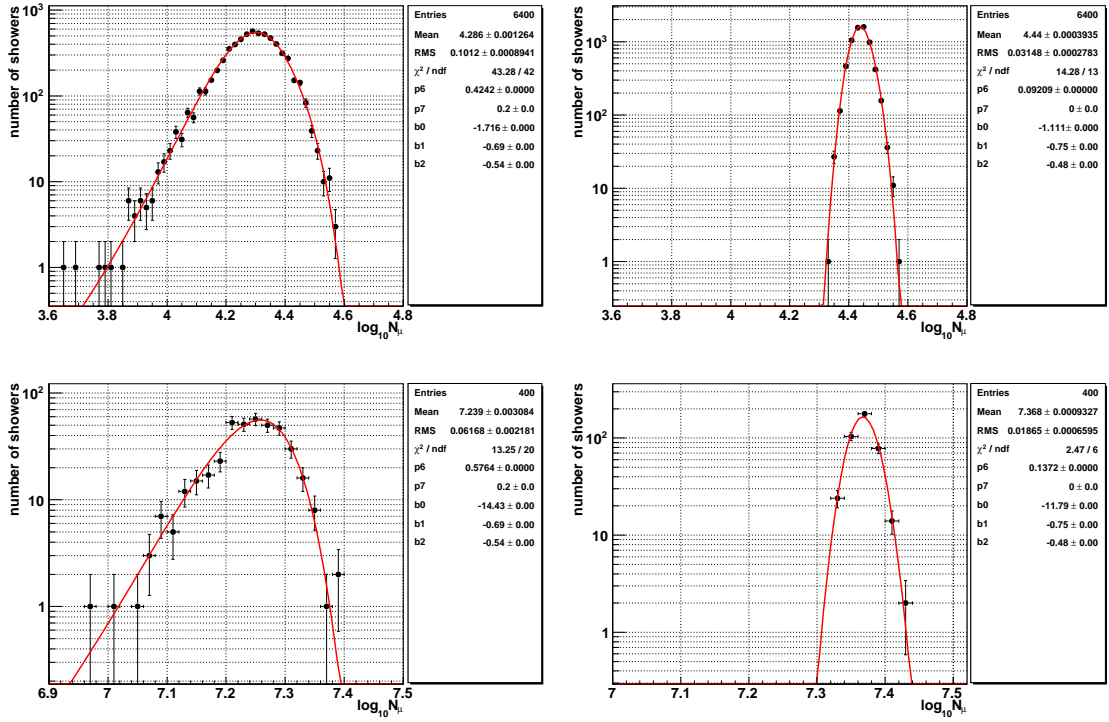 number of showers
10³
10²
10
1
3.6 3.8 4 4.2 4.4 4.6 4.8
log₁₀Nμ
Entries 6400
Mean 4.286 ± 0.001264
RMS 0.1012 ± 0.0008941
χ² / ndf 43.28 / 42
p6 0.4242 ± 0.0000
p7 0.2 ± 0.0
b0 -1.716 ± 0.000
b1 -0.69 ± 0.00
b2 -0.54 ± 0.00
number of showers
10³
10²
10
1
3.6 3.8 4 4.2 4.4 4.6 4.8
log₁₀Nμ
Entries 6400
Mean 4.44 ± 0.0003935
RMS 0.03148 ± 0.0002783
χ² / ndf 14.28 / 13
p6 0.09209 ± 0.00000
p7 0 ± 0.0
b0 -1.111 ± 0.000
b1 -0.75 ± 0.00
b2 -0.48 ± 0.00
number of showers
10²
10
1
6.9 7 7.1 7.2 7.3 7.4 7.5
log₁₀Nμ
Entries 400
Mean 7.239 ± 0.003084
RMS 0.06168 ± 0.002181
χ² / ndf 13.25 / 20
p6 0.5764 ± 0.0000
p7 0.2 ± 0.0
b0 -14.43 ± 0.00
b1 -0.69 ± 0.00
b2 -0.54 ± 0.00
number of showers
10²
10
1
7 7.1 7.2 7.3 7.4 7.5
log₁₀Nμ
Entries 400
Mean 7.368 ± 0.0009327
RMS 0.01865 ± 0.0006595
χ² / ndf 2.47 / 6
p6 0.1372 ± 0.0000
p7 0 ± 0.0
b0 -11.79 ± 0.00
b1 -0.75 ± 0.00
b2 -0.48 ± 0.00